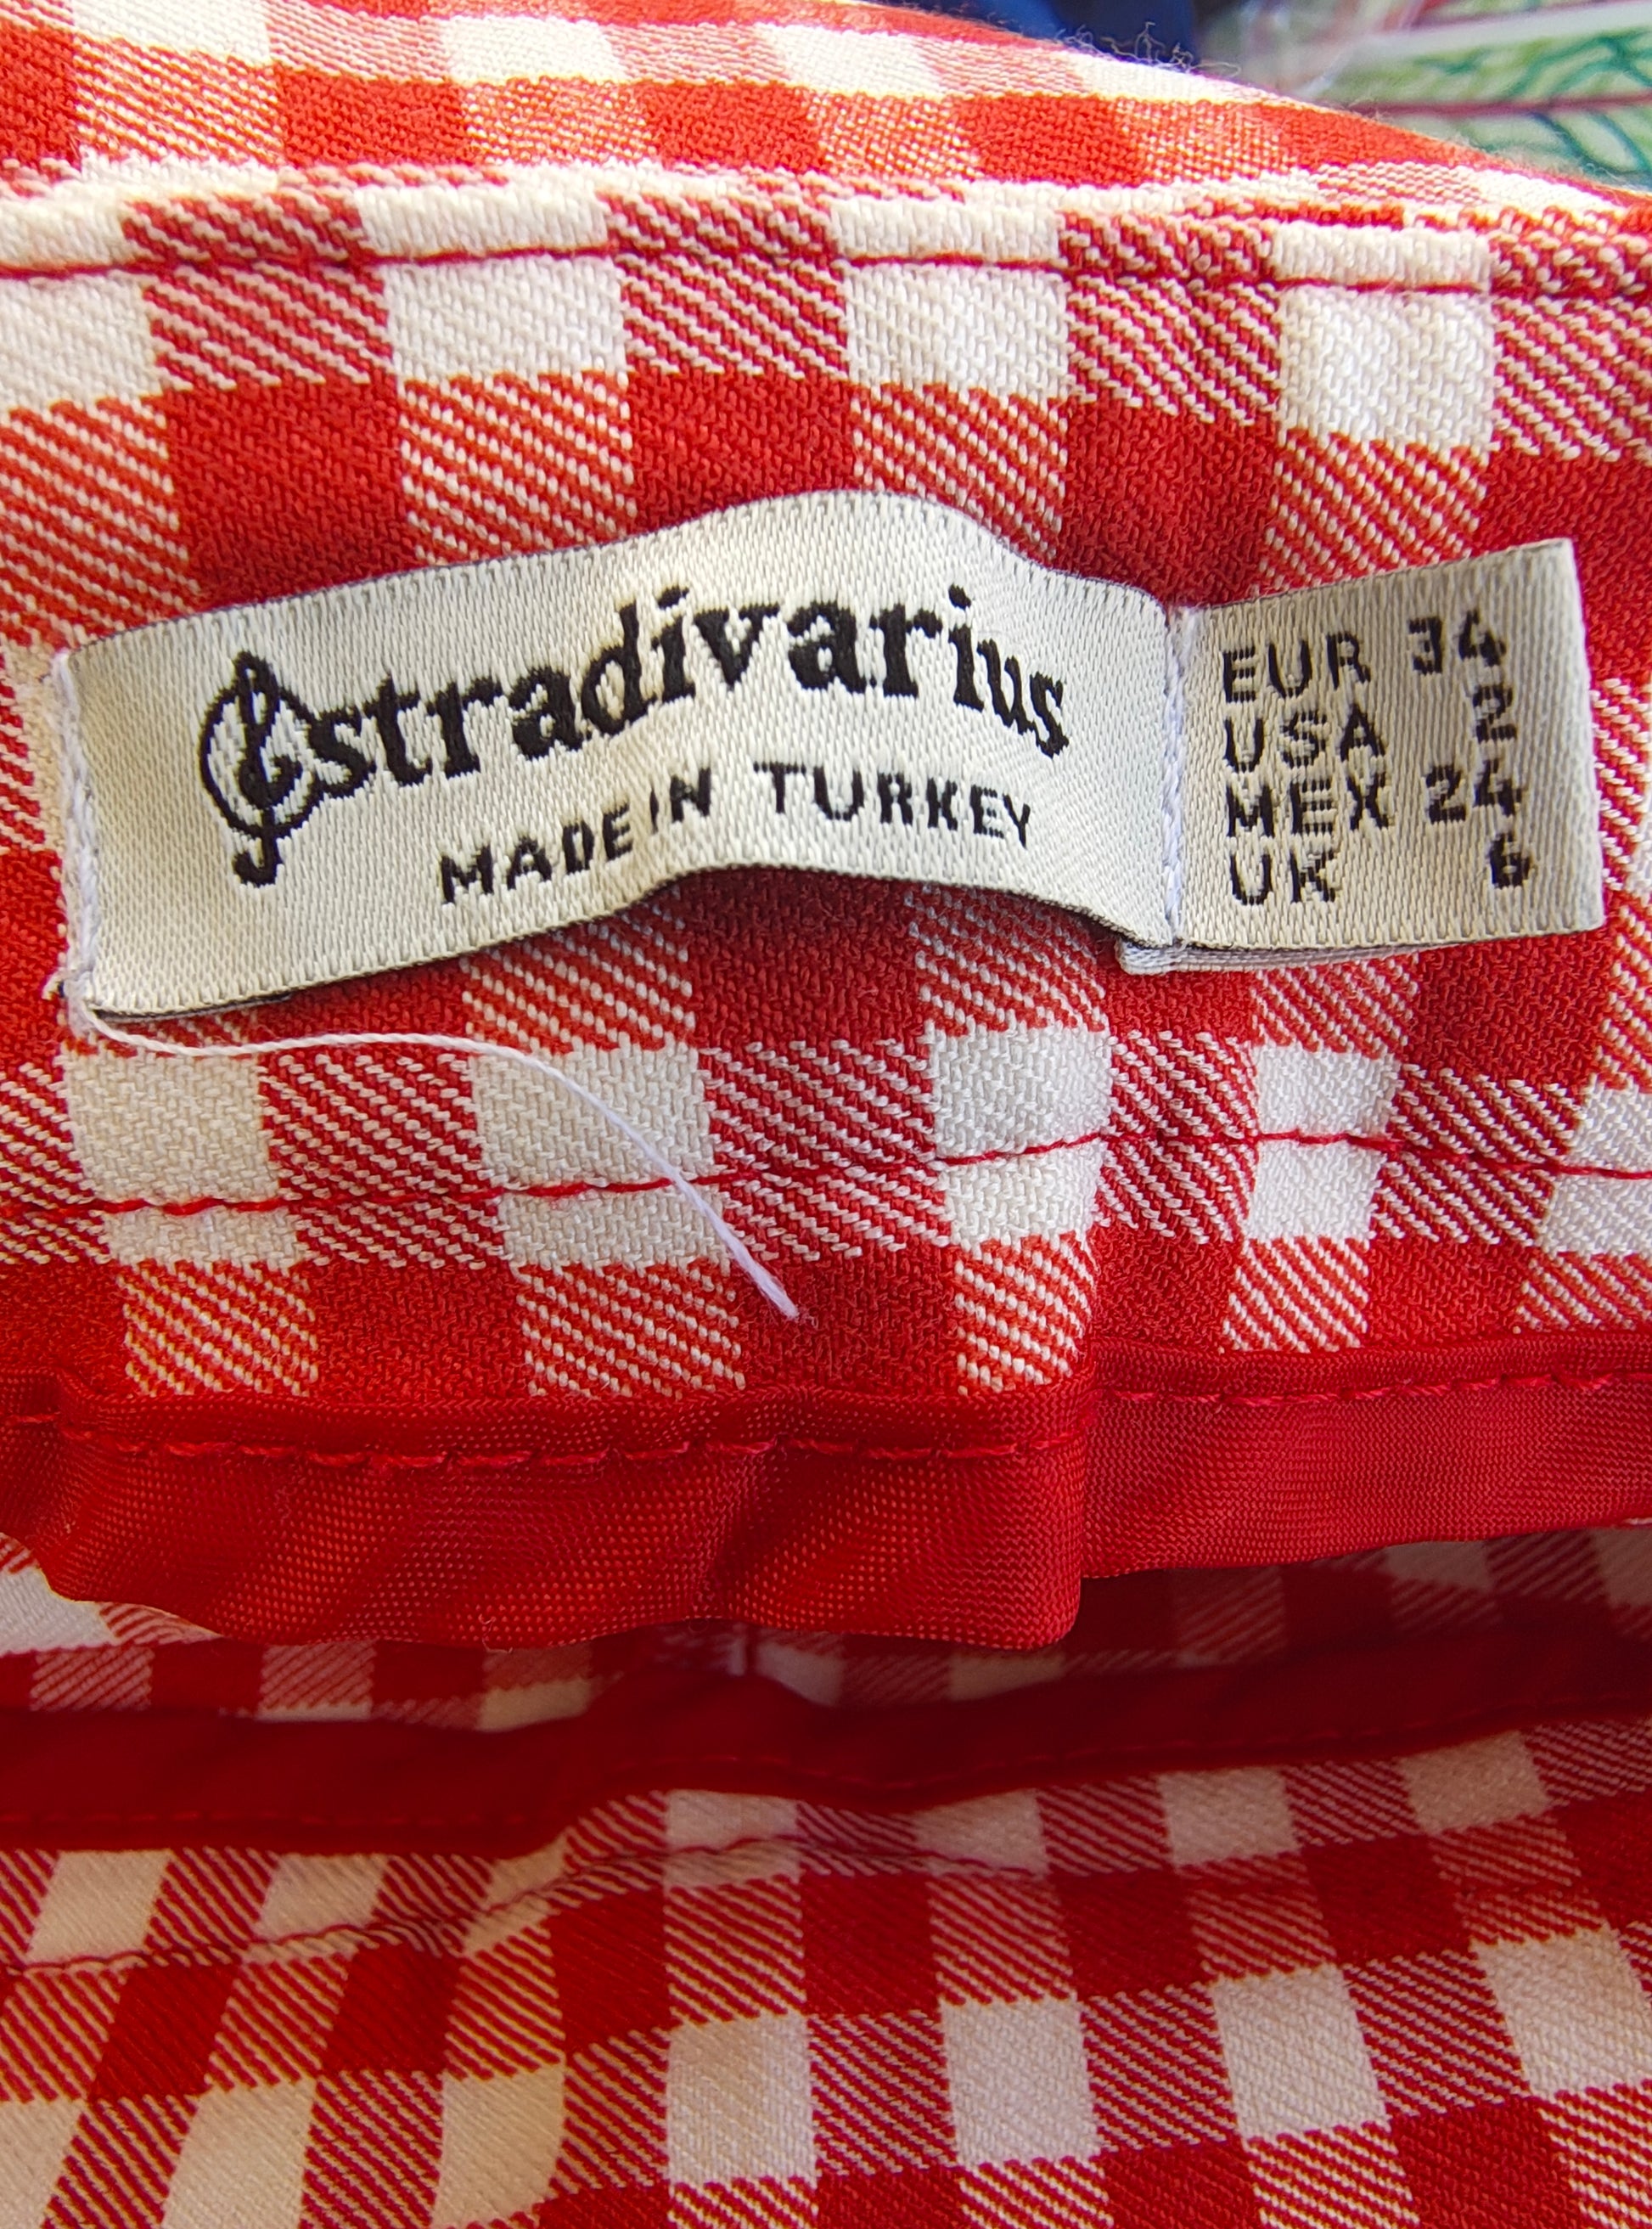 stradivarius
MADE IN TURKEY
EUR 34
USA 2
MEX 24
UK 6